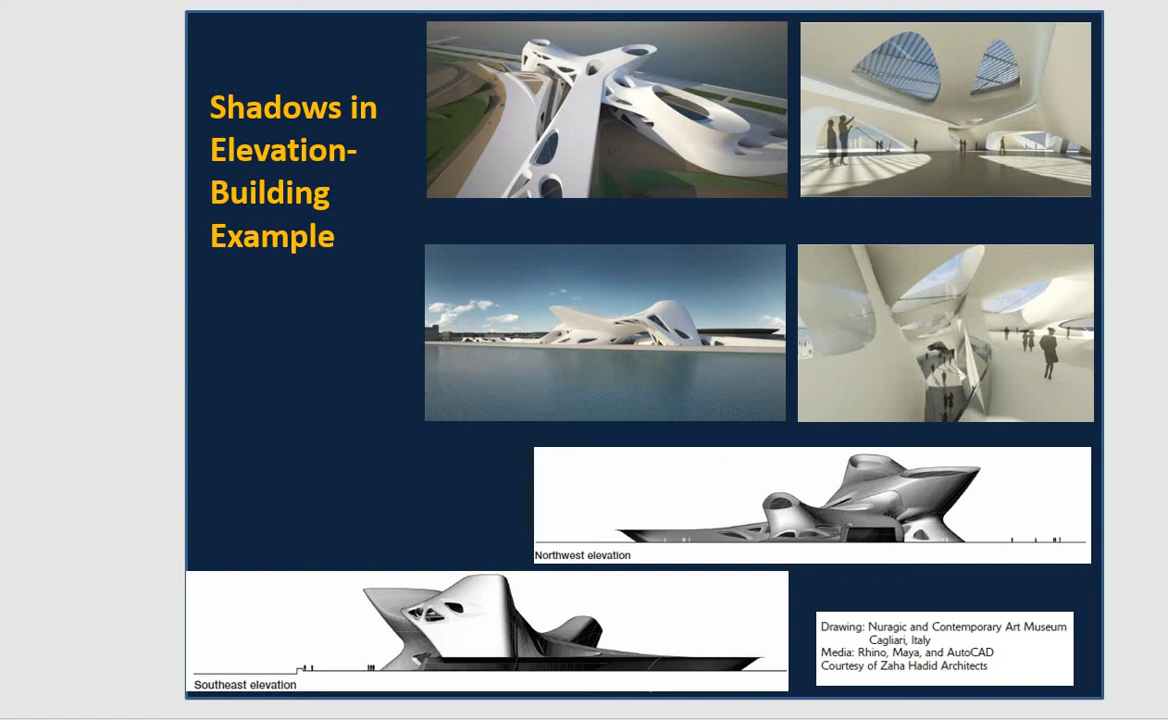 Shadows in
Elevation-
Building
Example
Northwest elevation
Southeast elevation
Drawing: Nuragic and Contemporary Art Museum
Cagliari, Italy
Media: Rhino, Maya, and AutoCAD
Courtesy of Zaha Hadid Architects